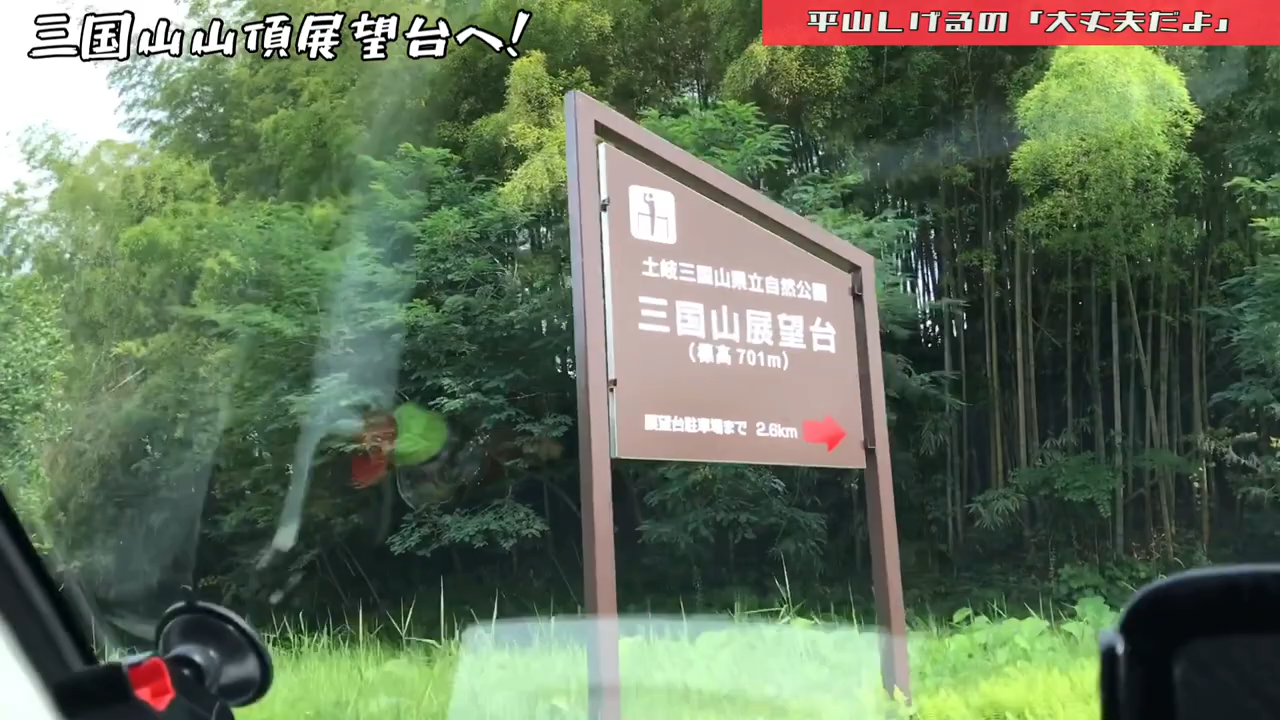 三国山山頂展望台へ!
平山しげるの「大丈夫だよ」
土岐三国山県立自然公園
三国山展望台
(標高 701m)
展望台駐車場まで 2.6km